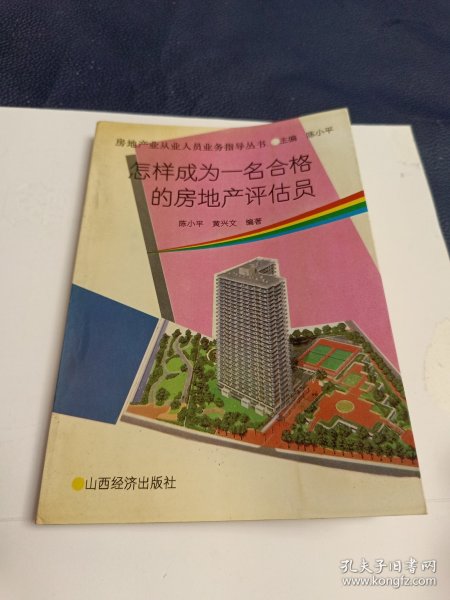 房地产业从业人员业务指导丛书 ●主编 陈小平
怎样成为一名合格
的房地产评估员
陈小平 黄兴文 编著
●山西经济出版社
孔夫子旧书网
www.kongfz.com